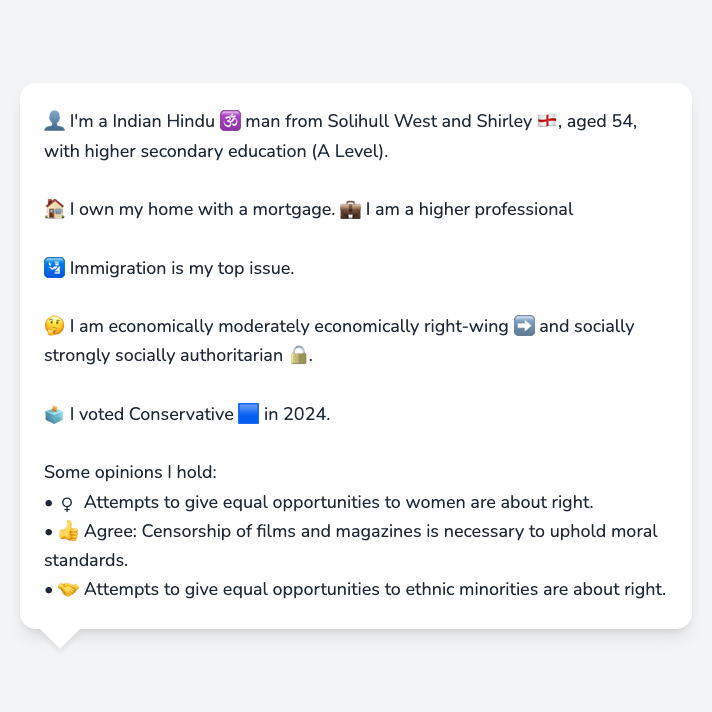 👤 I'm a Indian Hindu 🕉️ man from Solihull West and Shirley 🏴󠁧󠁢󠁥󠁮󠁧󠁿, aged 54,
with higher secondary education (A Level).
🏠 I own my home with a mortgage. 💼 I am a higher professional
🛂 Immigration is my top issue.
🤔 I am economically moderately economically right-wing ➡️ and socially
strongly socially authoritarian 🔒.
🗳️ I voted Conservative 🟦 in 2024.
Some opinions I hold:
• ♀ Attempts to give equal opportunities to women are about right.
• 👍 Agree: Censorship of films and magazines is necessary to uphold moral
standards.
• 🤝 Attempts to give equal opportunities to ethnic minorities are about right.